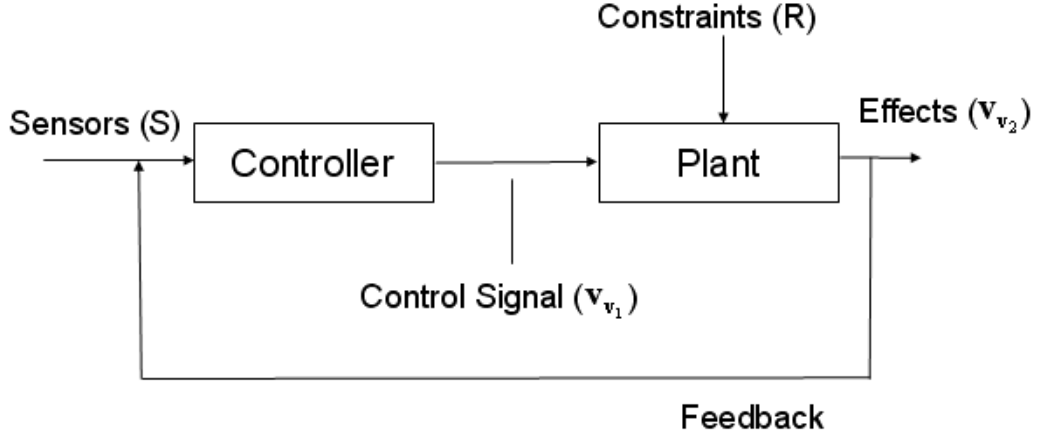 Constraints (R)
Sensors (S)
Effects (v_{v_2})
Controller
Plant
Control Signal (v_{v_1})
Feedback